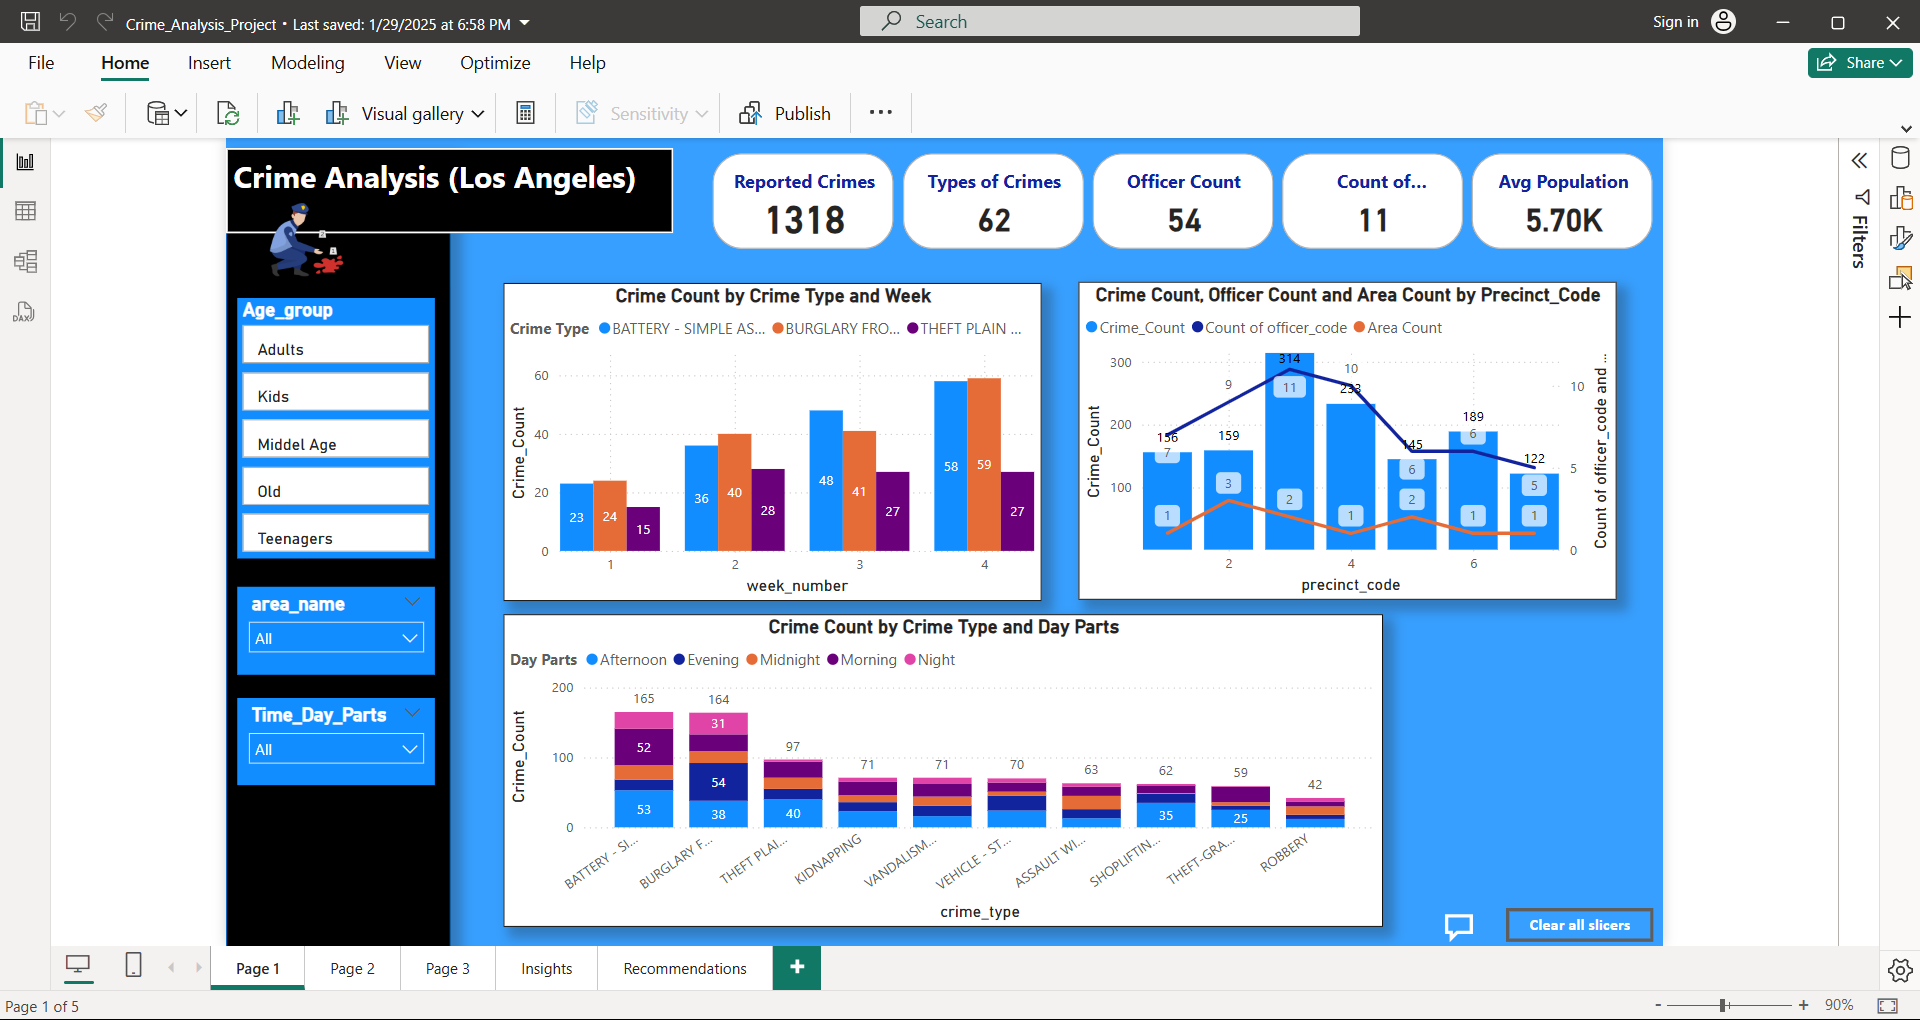 Crime_Analysis_Project • Last saved: 1/29/2025 at 6:58 PM
Search
Sign in
File Home Insert Modeling View Optimize Help
Share
Visual gallery
Sensitivity
Publish
Crime Analysis (Los Angeles)
Reported Crimes
1318
Types of Crimes
62
Officer Count
54
Count of...
11
Avg Population
5.70K
Filters
DAX
Age_group
Adults
Kids
Middel Age
Old
Teenagers
area_name
All
Time_Day_Parts
All
Crime Count by Crime Type and Week
Crime Type BATTERY - SIMPLE AS... BURGLARY FRO... THEFT PLAIN ...
Crime_Count
60
40
20
0
23 24 15
36 40 28
48 41 27
58 59 27
1 2 3 4
week_number
Crime Count, Officer Count and Area Count by Precinct_Code
Crime_Count Count of officer_code Area Count
Crime_Count
300
200
100
156 159 314 233 145 189 122
7 9 11 10 6 6 5
1 3 2 1 2 1 1
10
5
0
Count of officer_code and ...
2 4 6
precinct_code
Crime Count by Crime Type and Day Parts
Day Parts Afternoon Evening Midnight Morning Night
Crime_Count
200
100
0
165 164 97 71 71 70 63 62 59 42
52
53
31
54
38
40
35
25
BATTERY - SI...
BURGLARY F...
THEFT PLAI...
KIDNAPPING
VANDALISM...
VEHICLE - ST...
ASSAULT WI...
SHOPLIFTIN...
THEFT-GRA...
ROBBERY
crime_type
Clear all slicers
Page 1 Page 2 Page 3 Insights Recommendations +
Page 1 of 5
- + 90%